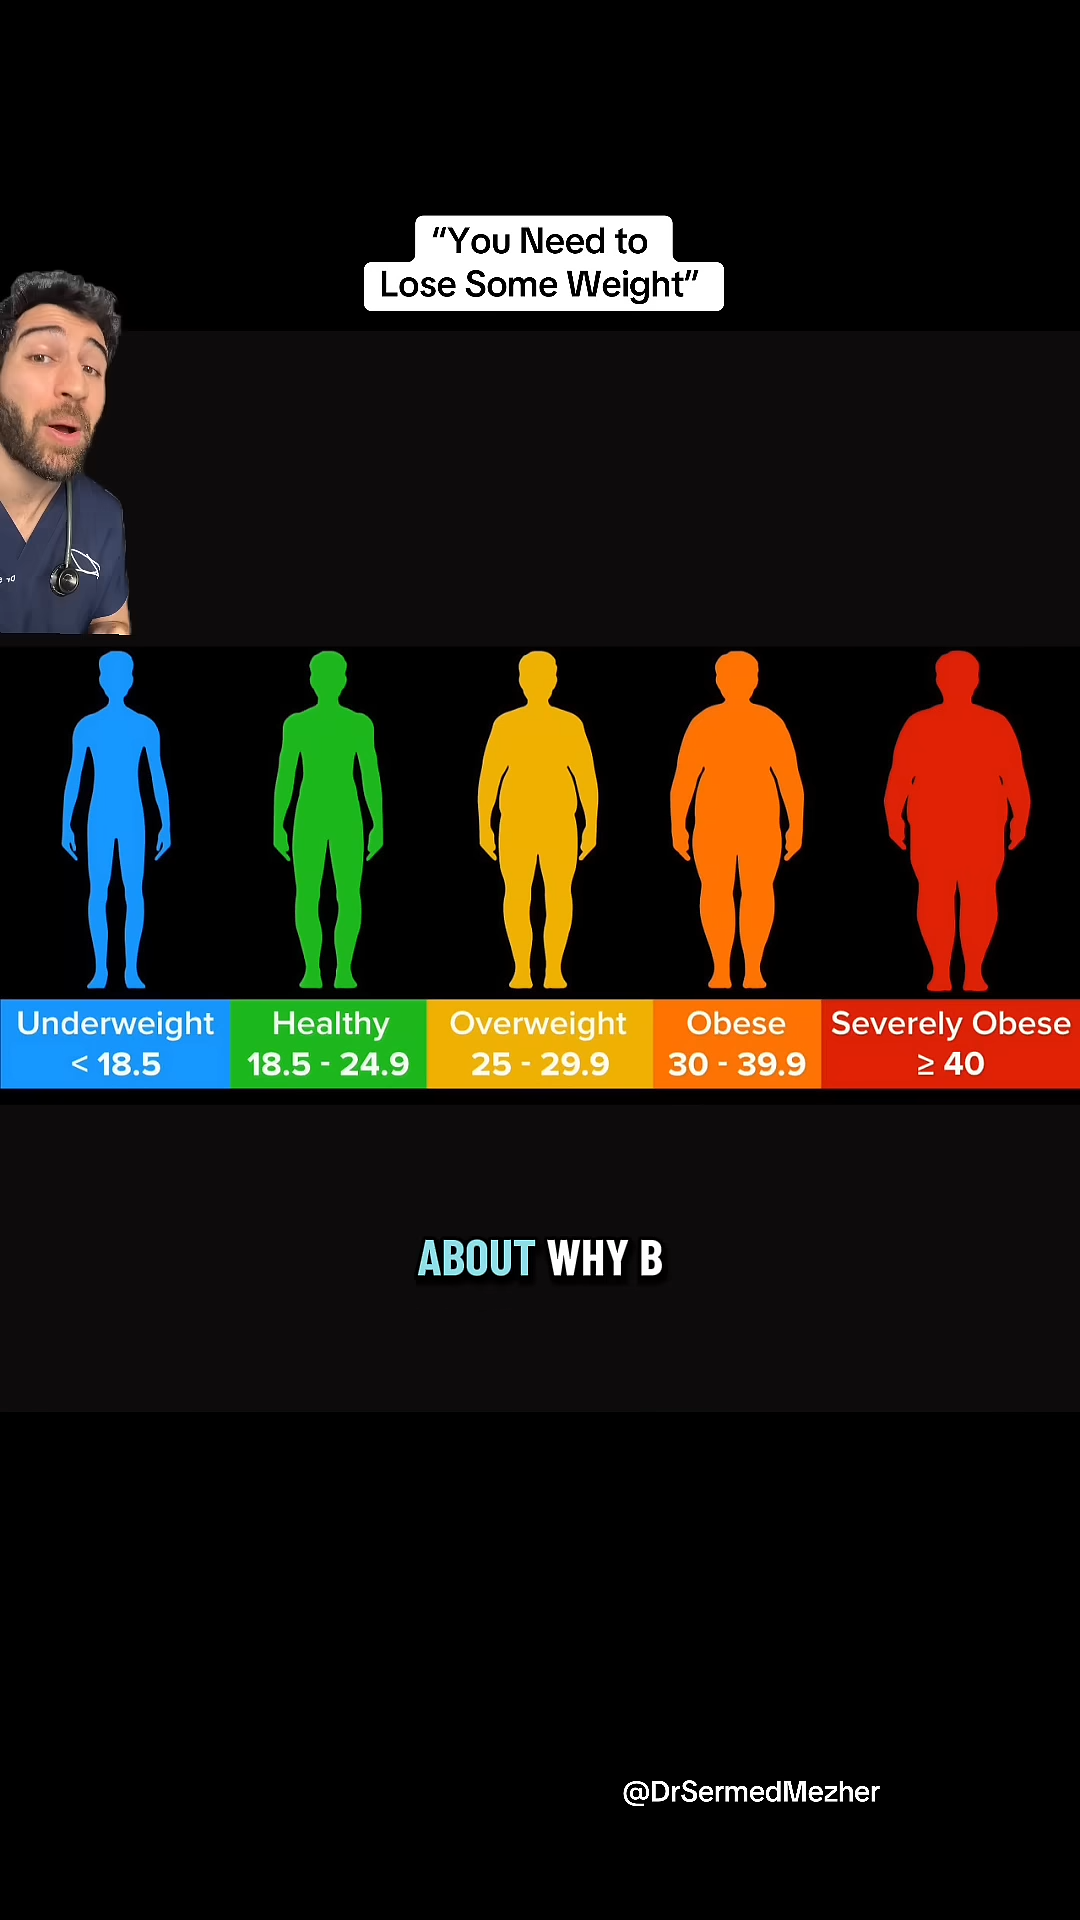 “You Need to
Lose Some Weight”
Underweight
< 18.5
Healthy
18.5 - 24.9
Overweight
25 - 29.9
Obese
30 - 39.9
Severely Obese
≥ 40
ABOUT WHY B
@DrSermedMezher